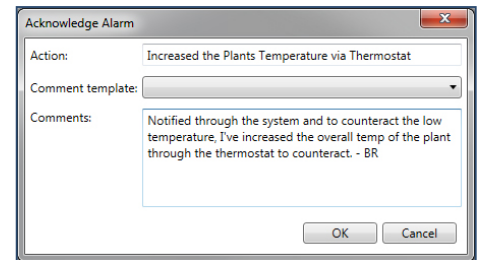 Acknowledge Alarm
Action: Increased the Plants Temperature via Thermostat
Comment template:
Comments: Notified through the system and to counteract the low
temperature, I've increased the overall temp of the plant
through the thermostat to counteract. - BR
OK Cancel